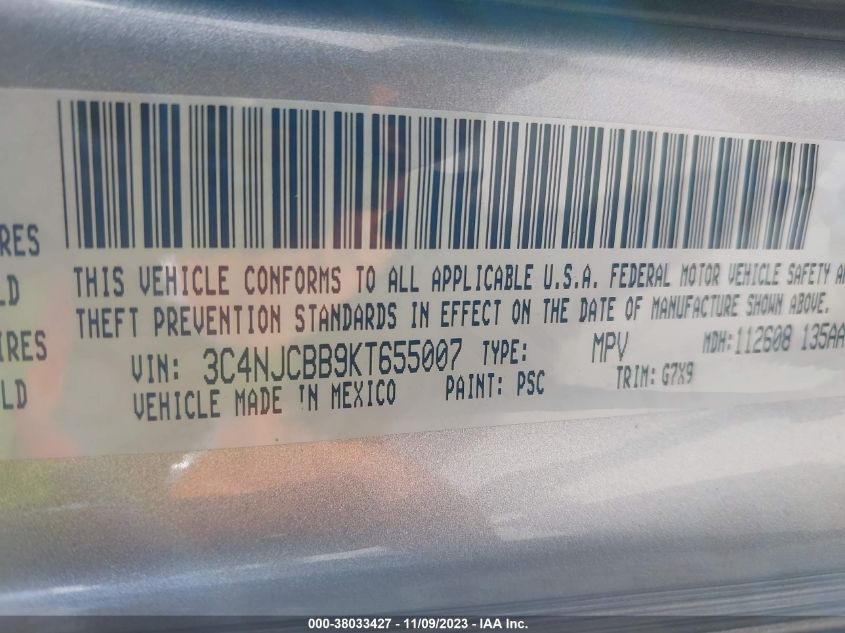 IRES
LD
IRES
LD
THIS VEHICLE CONFORMS TO ALL APPLICABLE U.S.A. FEDERAL MOTOR VEHICLE SAFETY
THEFT PREVENTION STANDARDS IN EFFECT ON THE DATE OF MANUFACTURE SHOWN ABOVE.
VIN: 3C4NJCBB9KT655007 TYPE: MPV MDH:112608 135AA
VEHICLE MADE IN MEXICO PAINT: PSC TRIM: G7X9
000-38033427 - 11/09/2023 - IAA Inc.